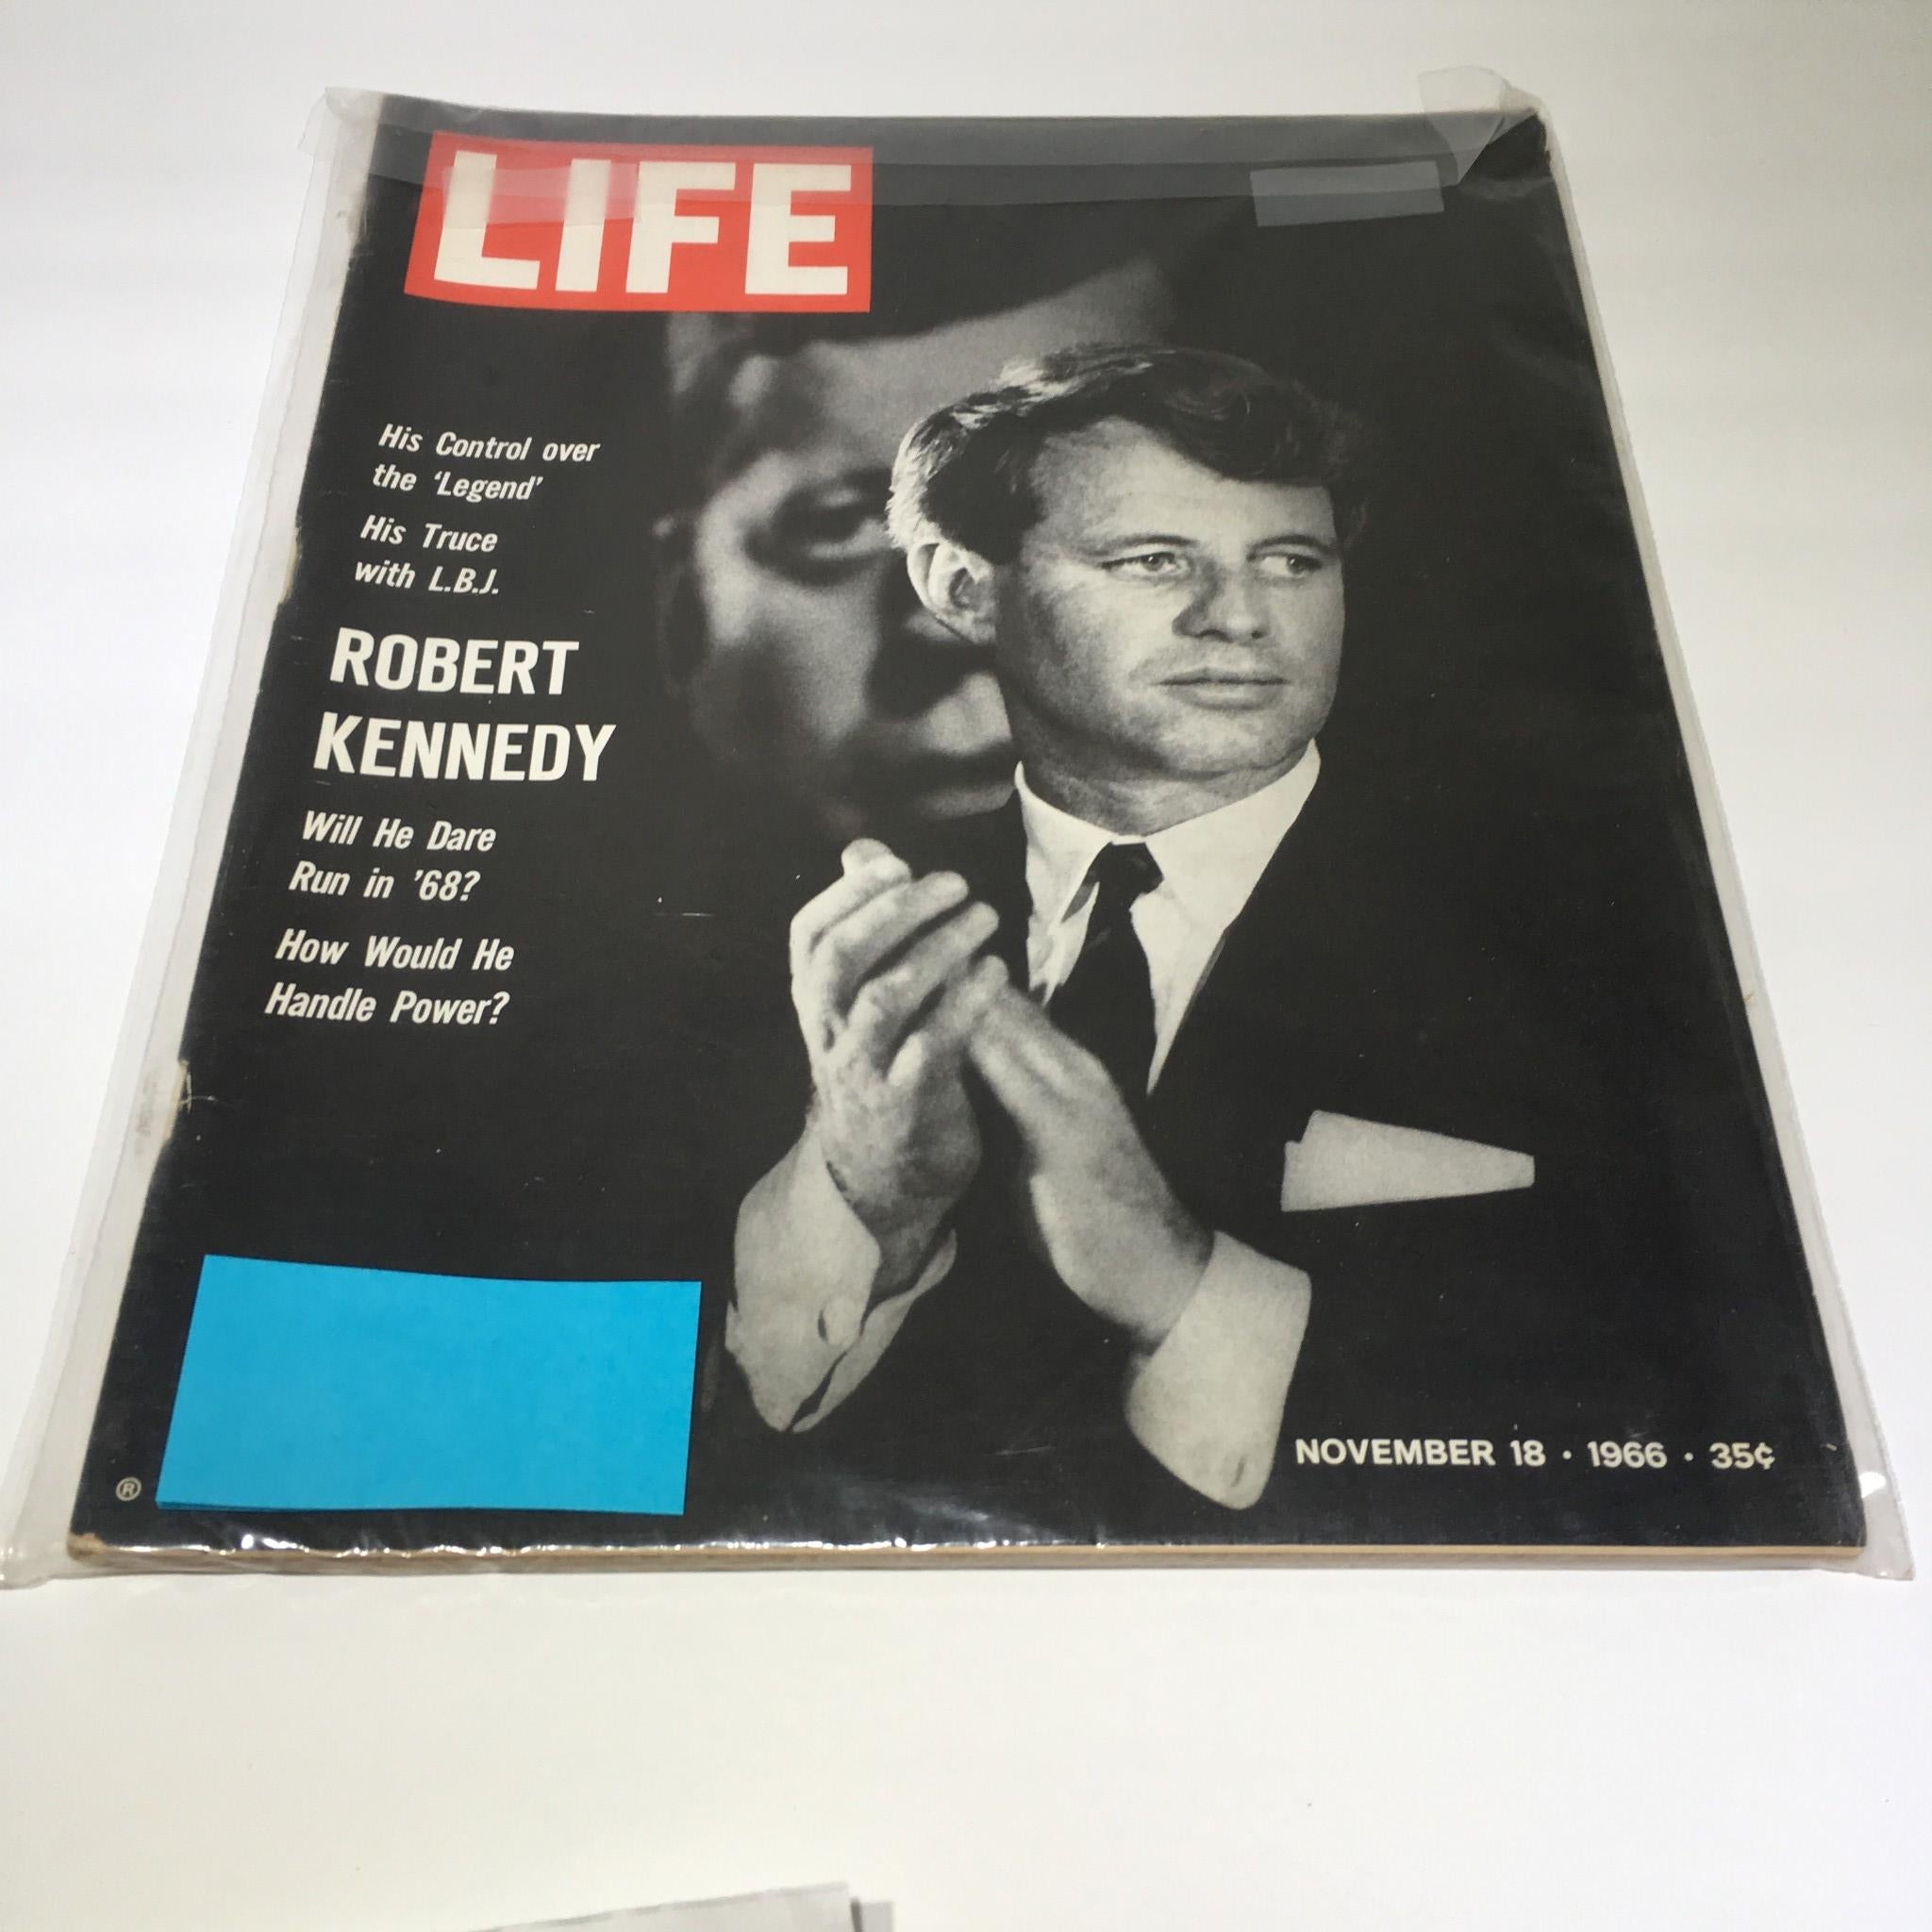 LIFE
His Control over
the ‘Legend’
His Truce
with L.B.J.
ROBERT
KENNEDY
Will He Dare
Run in ’68?
How Would He
Handle Power?
®
NOVEMBER 18 · 1966 · 35¢